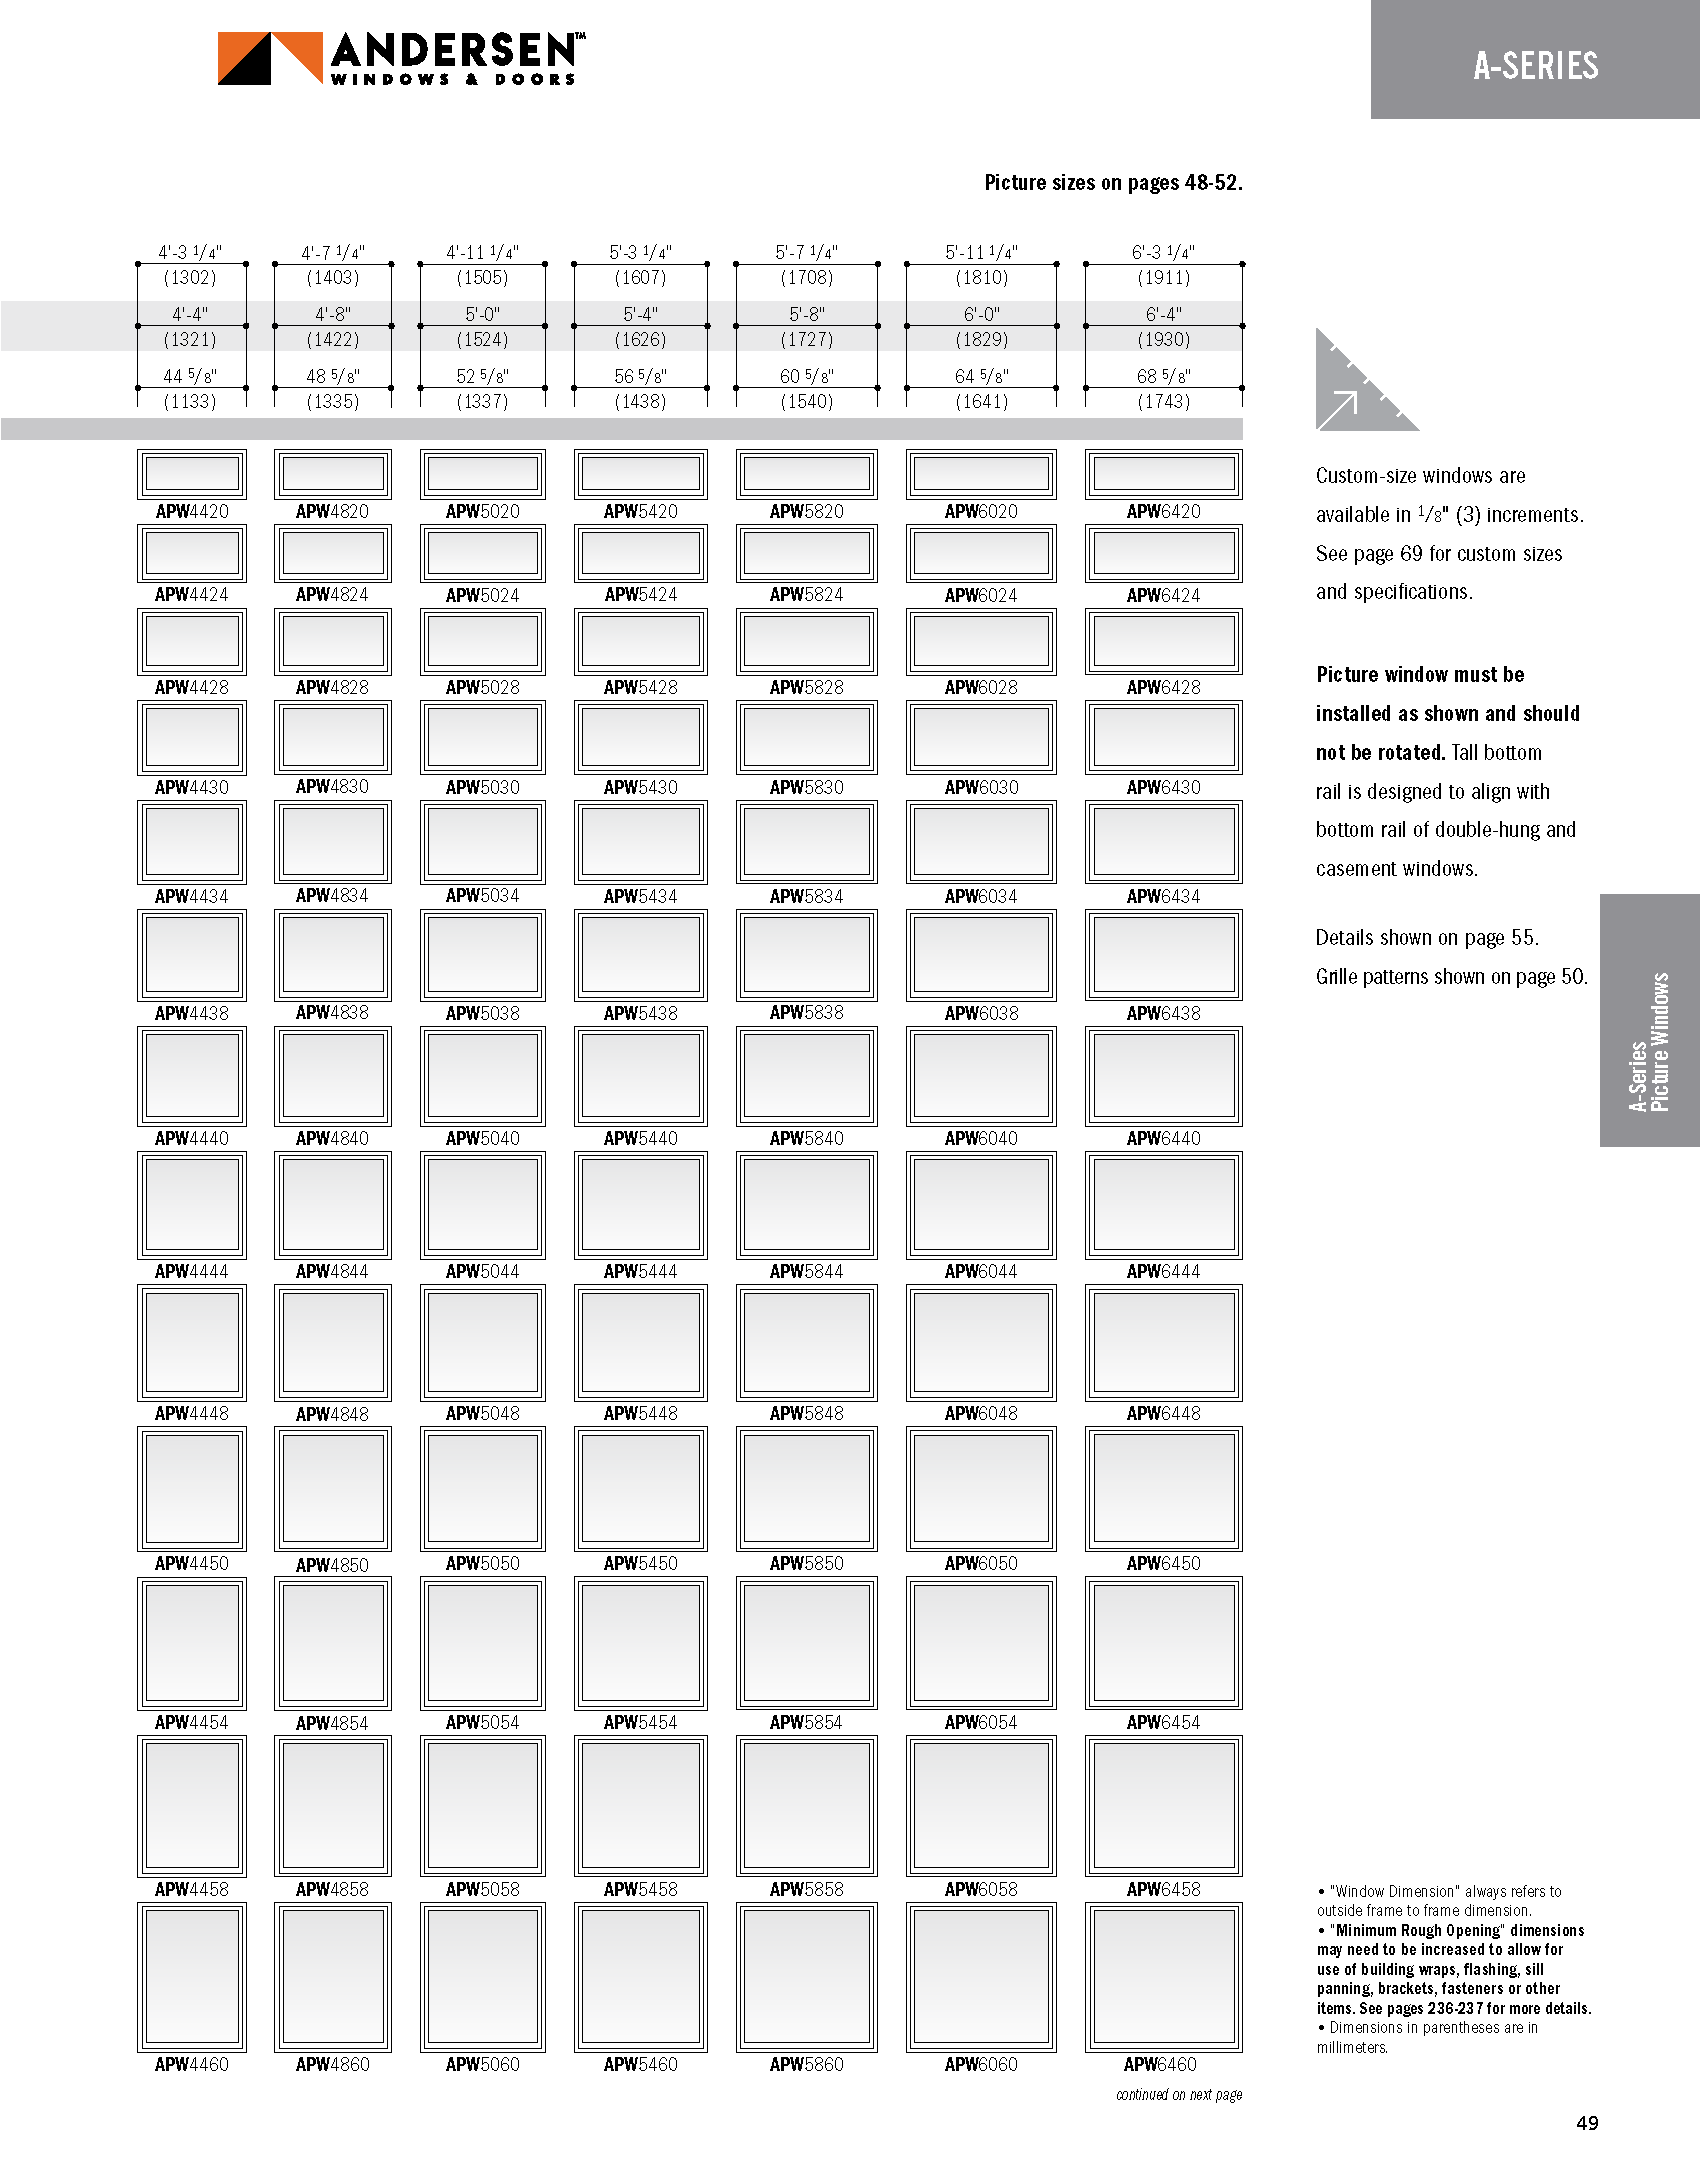 ANDERSEN™
WINDOWS & DOORS
A-SERIES
Picture sizes on pages 48-52.
4'-3 1/4" 4'-7 1/4" 4'-11 1/4" 5'-3 1/4" 5'-7 1/4" 5'-11 1/4" 6'-3 1/4"
(1302) (1403) (1505) (1607) (1708) (1810) (1911)
4'-4" 4'-8" 5'-0" 5'-4" 5'-8" 6'-0" 6'-4"
(1321) (1422) (1524) (1626) (1727) (1829) (1930)
44 5/8" 48 5/8" 52 5/8" 56 5/8" 60 5/8" 64 5/8" 68 5/8"
(1133) (1335) (1337) (1438) (1540) (1641) (1743)
APW4420 APW4820 APW5020 APW5420 APW5820 APW6020 APW6420
APW4424 APW4824 APW5024 APW5424 APW5824 APW6024 APW6424
APW4428 APW4828 APW5028 APW5428 APW5828 APW6028 APW6428
APW4430 APW4830 APW5030 APW5430 APW5830 APW6030 APW6430
APW4434 APW4834 APW5034 APW5434 APW5834 APW6034 APW6434
APW4438 APW4838 APW5038 APW5438 APW5838 APW6038 APW6438
APW4440 APW4840 APW5040 APW5440 APW5840 APW6040 APW6440
APW4444 APW4844 APW5044 APW5444 APW5844 APW6044 APW6444
APW4448 APW4848 APW5048 APW5448 APW5848 APW6048 APW6448
APW4450 APW4850 APW5050 APW5450 APW5850 APW6050 APW6450
APW4454 APW4854 APW5054 APW5454 APW5854 APW6054 APW6454
APW4458 APW4858 APW5058 APW5458 APW5858 APW6058 APW6458
APW4460 APW4860 APW5060 APW5460 APW5860 APW6060 APW6460
continued on next page
Custom-size windows are
available in 1/8" (3) increments.
See page 69 for custom sizes
and specifications.
Picture window must be
installed as shown and should
not be rotated. Tall bottom
rail is designed to align with
bottom rail of double-hung and
casement windows.
Details shown on page 55.
Grille patterns shown on page 50.
A-Series
Picture Windows
• "Window Dimension" always refers to
outside frame to frame dimension.
• "Minimum Rough Opening" dimensions
may need to be increased to allow for
use of building wraps, flashing, sill
panning, brackets, fasteners or other
items. See pages 236-237 for more details.
• Dimensions in parentheses are in
millimeters.
49